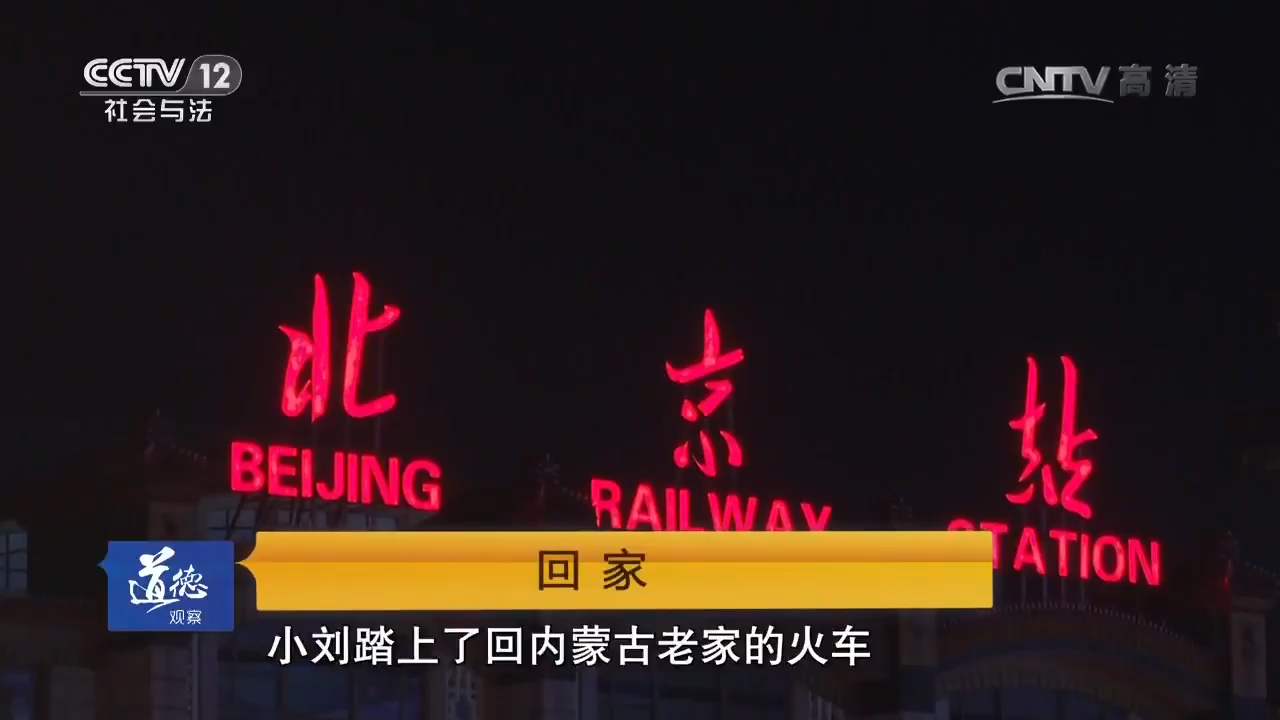 CCTV 12
社会与法
CNTV 高清
北京站
BEIJING RAILWAY STATION
回家
道德
观察
小刘踏上了回内蒙古老家的火车